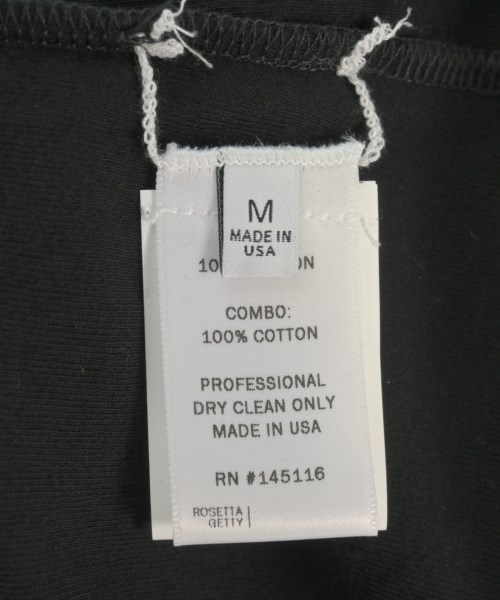 M
MADE IN
USA
COMBO:
100% COTTON
PROFESSIONAL
DRY CLEAN ONLY
MADE IN USA
RN #145116
ROSETTA
GETTY